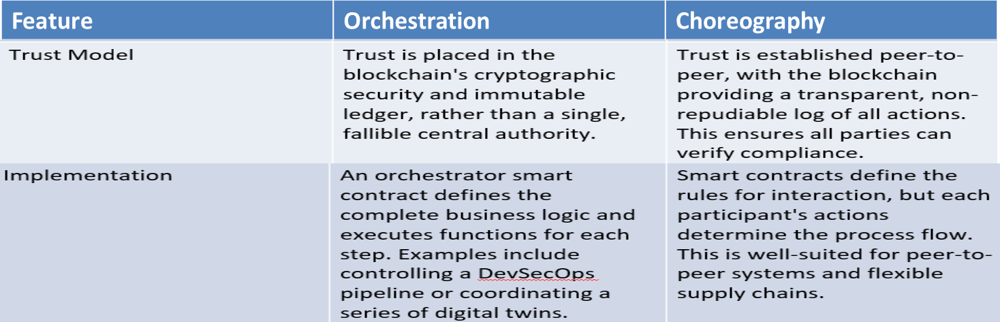 Feature
Orchestration
Choreography
Trust Model
Trust is placed in the
blockchain's cryptographic
security and immutable
ledger, rather than a single,
fallible central authority.
Trust is established peer-to-
peer, with the blockchain
providing a transparent, non-
repudiable log of all actions.
This ensures all parties can
verify compliance.
Implementation
An orchestrator smart
contract defines the
complete business logic and
executes functions for each
step. Examples include
controlling a DevSecOps
pipeline or coordinating a
series of digital twins.
Smart contracts define the
rules for interaction, but each
participant's actions
determine the process flow.
This is well-suited for peer-to-
peer systems and flexible
supply chains.